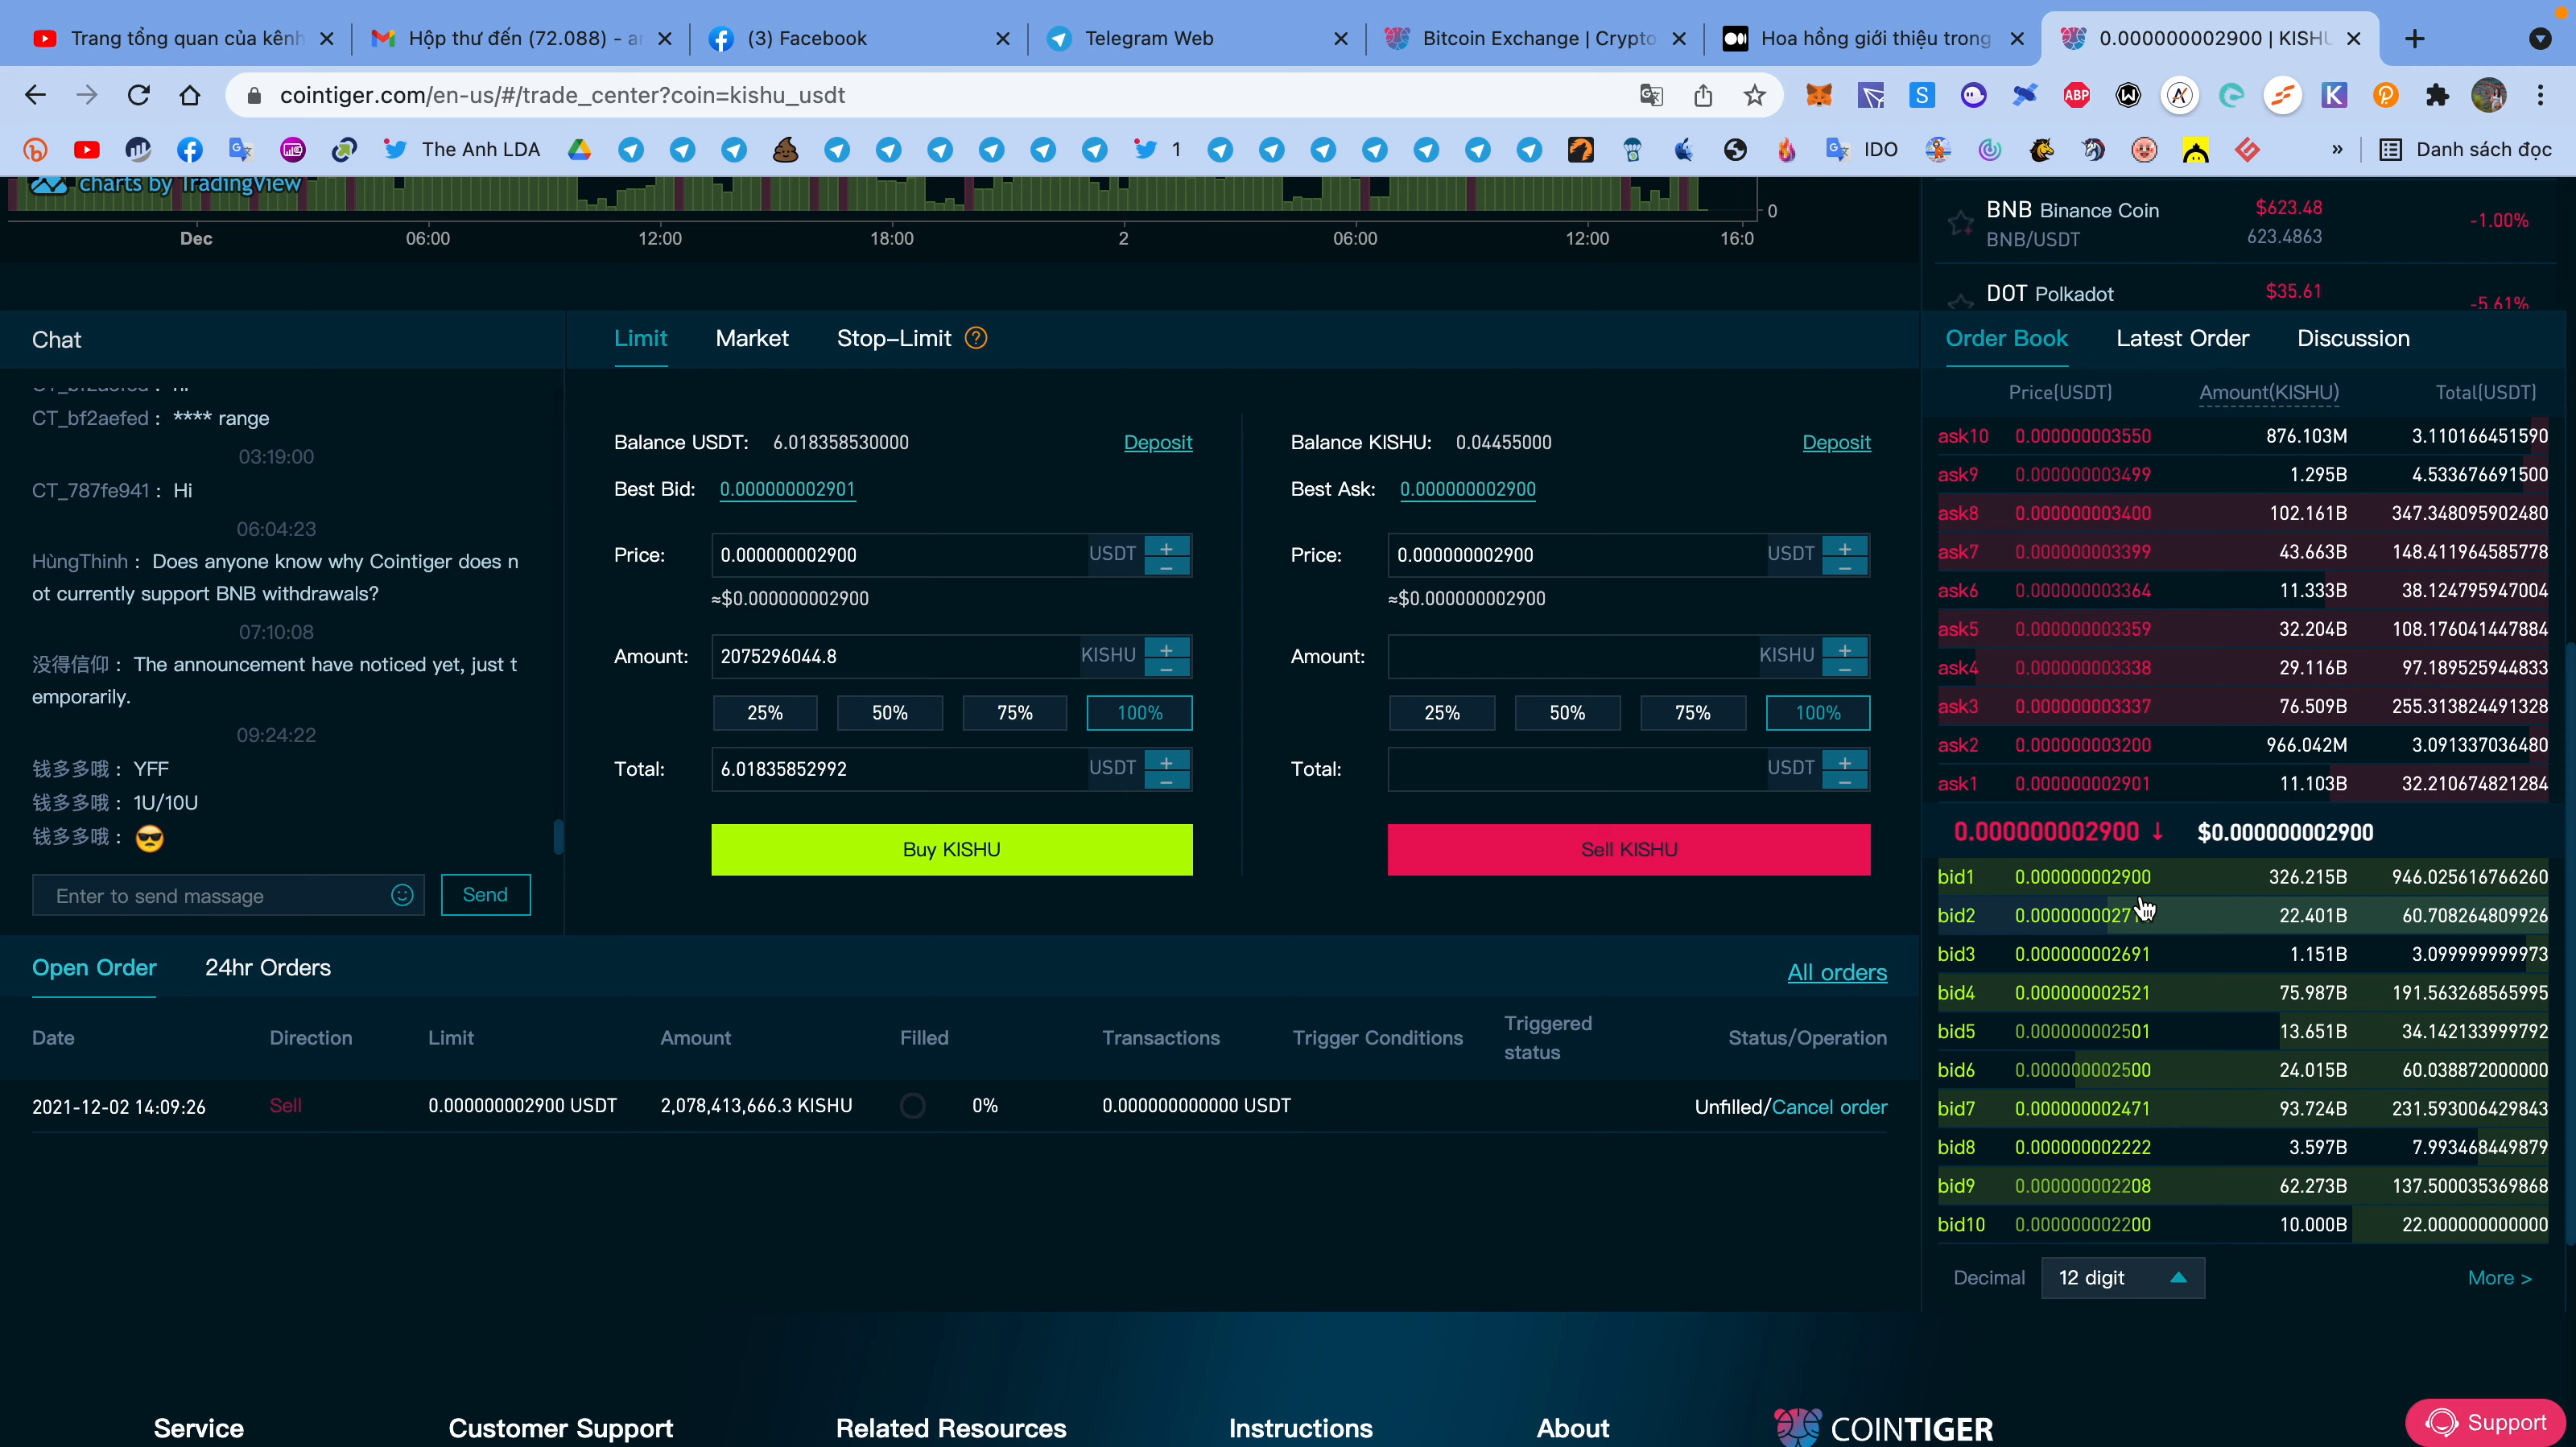 Trang tổng quan của kênh
Hộp thư đến (72.088) - an
(3) Facebook
Telegram Web
Bitcoin Exchange | Crypto
Hoa hồng giới thiệu trong
0.000000002900 | KISHU
cointiger.com/en-us/#/trade_center?coin=kishu_usdt
ABP
The Anh LDA
1
IDO
» Danh sách đọc
charts by TradingView
0
Dec 06:00 12:00 18:00 2 06:00 12:00 16:0
BNB Binance Coin $623.48 -1.00%
BNB/USDT 623.4863
DOT Polkadot $35.61 -5.61%
Chat
CT_bf2aefed : hi
CT_bf2aefed : **** range
03:19:00
CT_787fe941 : Hi
06:04:23
HùngThinh : Does anyone know why Cointiger does n
ot currently support BNB withdrawals?
07:10:08
没得信仰 : The announcement have noticed yet, just t
emporarily.
09:24:22
钱多多哦 : YFF
钱多多哦 : 1U/10U
钱多多哦 : 😎
Enter to send massage
Send
Limit Market Stop-Limit ?
Balance USDT: 6.018358530000 Deposit
Best Bid: 0.000000002901
Price: 0.000000002900 USDT + −
≈$0.000000002900
Amount: 2075296044.8 KISHU + −
25% 50% 75% 100%
Total: 6.01835852992 USDT + −
Buy KISHU
Balance KISHU: 0.04455000 Deposit
Best Ask: 0.000000002900
Price: 0.000000002900 USDT + −
≈$0.000000002900
Amount: KISHU + −
25% 50% 75% 100%
Total: USDT + −
Sell KISHU
Order Book Latest Order Discussion
Price(USDT) Amount(KISHU) Total(USDT)
ask10 0.000000003550 876.103M 3.110166451590
ask9 0.000000003499 1.295B 4.533676691500
ask8 0.000000003400 102.161B 347.348095902480
ask7 0.000000003399 43.663B 148.411964585778
ask6 0.000000003364 11.333B 38.124795947004
ask5 0.000000003359 32.204B 108.176041447884
ask4 0.000000003338 29.116B 97.189525944833
ask3 0.000000003337 76.509B 255.313824491328
ask2 0.000000003200 966.042M 3.091337036480
ask1 0.000000002901 11.103B 32.210674821284
0.000000002900 ↓ $0.000000002900
bid1 0.000000002900 326.215B 946.025616766260
bid2 22.401B 60.708264809926
bid3 0.000000002691 1.151B 3.099999999973
bid4 0.000000002521 75.987B 191.563268565995
bid5 0.000000002501 13.651B 34.142133999792
bid6 0.000000002500 24.015B 60.038872000000
bid7 0.000000002471 93.724B 231.593006429843
bid8 0.000000002222 3.597B 7.993468449879
bid9 0.000000002208 62.273B 137.500035369868
bid10 0.000000002200 10.000B 22.000000000000
Decimal 12 digit More >
Open Order 24hr Orders All orders
Date Direction Limit Amount Filled Transactions Trigger Conditions Triggered status Status/Operation
2021-12-02 14:09:26 Sell 0.000000002900 USDT 2,078,413,666.3 KISHU 0% 0.000000000000 USDT Unfilled/Cancel order
Service Customer Support Related Resources Instructions About COINTIGER
Support